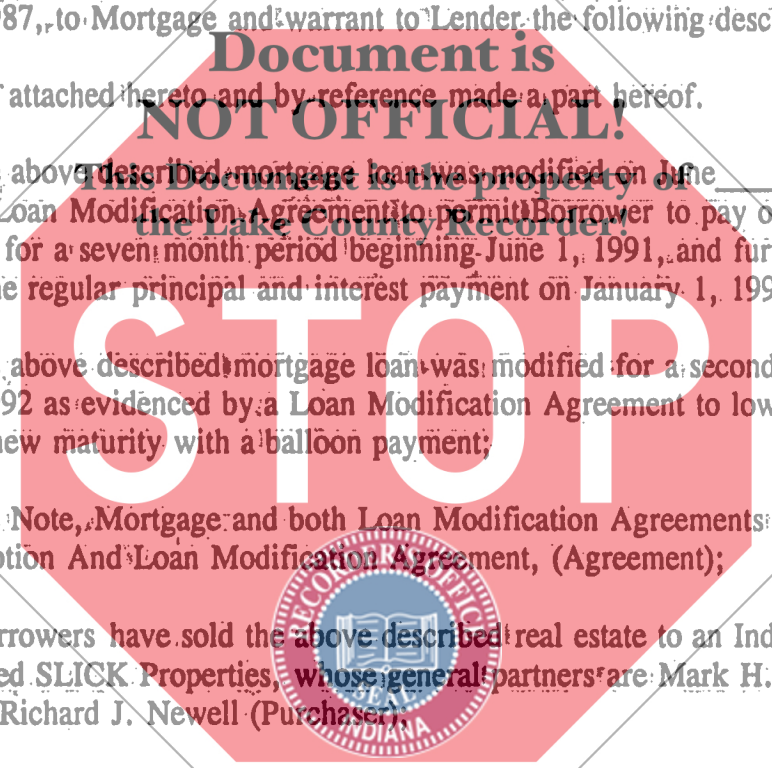 87, to Mortgage and warrant to Lender the following desc
Document is
attached hereto and by reference made a part hereof.
NOT OFFICIAL!
above described mortgage loan was modified on June
This Document is the property of
Loan Modification Agreement to permit Borrower to pay o
the Lake County Recorder!
for a seven month period beginning June 1, 1991, and fur
e regular principal and interest payment on January 1, 199
STOP
above described mortgage loan was modified for a second
92 as evidenced by a Loan Modification Agreement to low
new maturity with a balloon payment;
Note, Mortgage and both Loan Modification Agreements
ption And Loan Modification Agreement, (Agreement);
RECORDER'S OFFICE
rrowers have sold the above described real estate to an Ind
ed SLICK Properties, whose general partners are Mark H.
SEAL
Richard J. Newell (Purchaser);
INDIANA